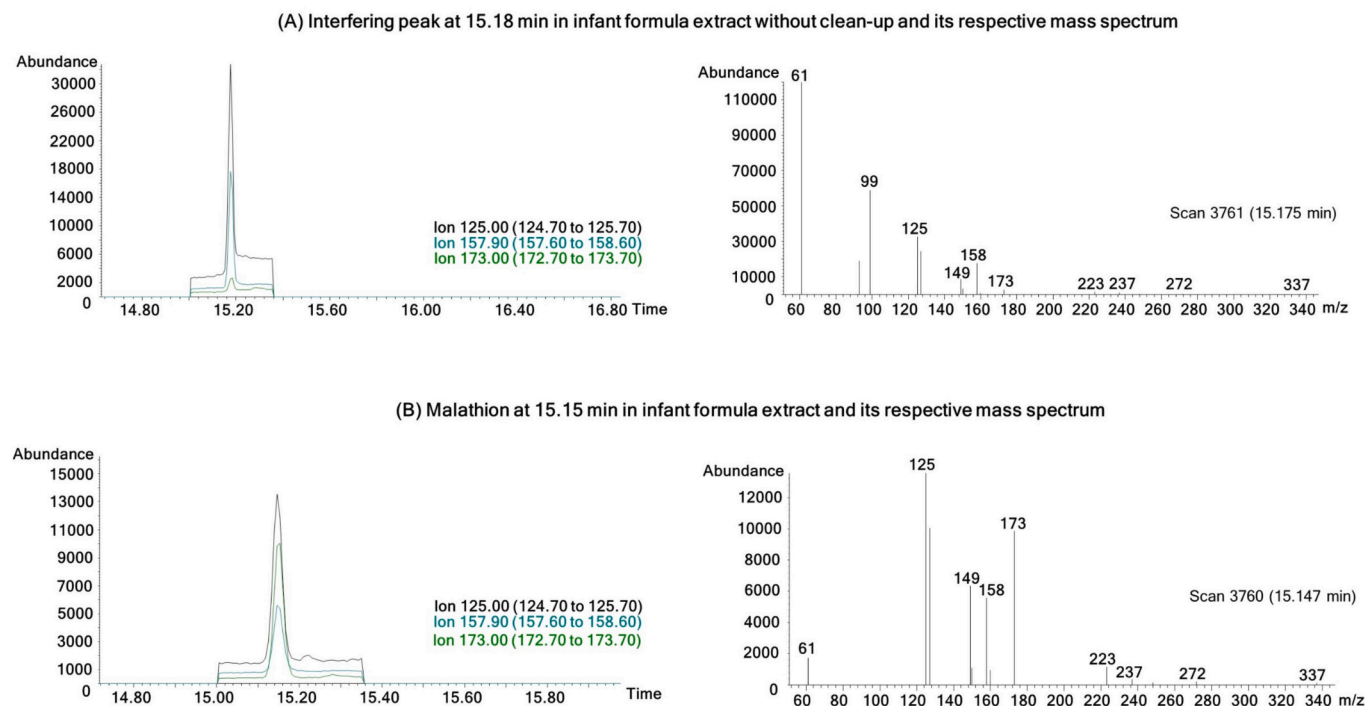 (A) Interfering peak at 15.18 min in infant formula extract without clean-up and its respective mass spectrum
Abundance
30000
26000
22000
18000
14000
10000
6000
2000
0
14.80 15.20 15.60 16.00 16.40 16.80 Time
Ion 125.00 (124.70 to 125.70)
Ion 157.90 (157.60 to 158.60)
Ion 173.00 (172.70 to 173.70)
Abundance
110000
90000
70000
50000
30000
10000
0
61
99
125
149
158
173
223 237 272 337
Scan 3761 (15.175 min)
60 80 100 120 140 160 180 200 220 240 260 280 300 320 340 m/z
(B) Malathion at 15.15 min in infant formula extract and its respective mass spectrum
Abundance
15000
13000
11000
9000
7000
5000
3000
1000
0
14.80 15.00 15.20 15.40 15.60 15.80 Time
Ion 125.00 (124.70 to 125.70)
Ion 157.90 (157.60 to 158.60)
Ion 173.00 (172.70 to 173.70)
Abundance
12000
10000
8000
6000
4000
2000
0
61
125
149
158
173
223
237
272
337
Scan 3760 (15.147 min)
60 80 100 120 140 160 180 200 220 240 260 280 300 320 m/z